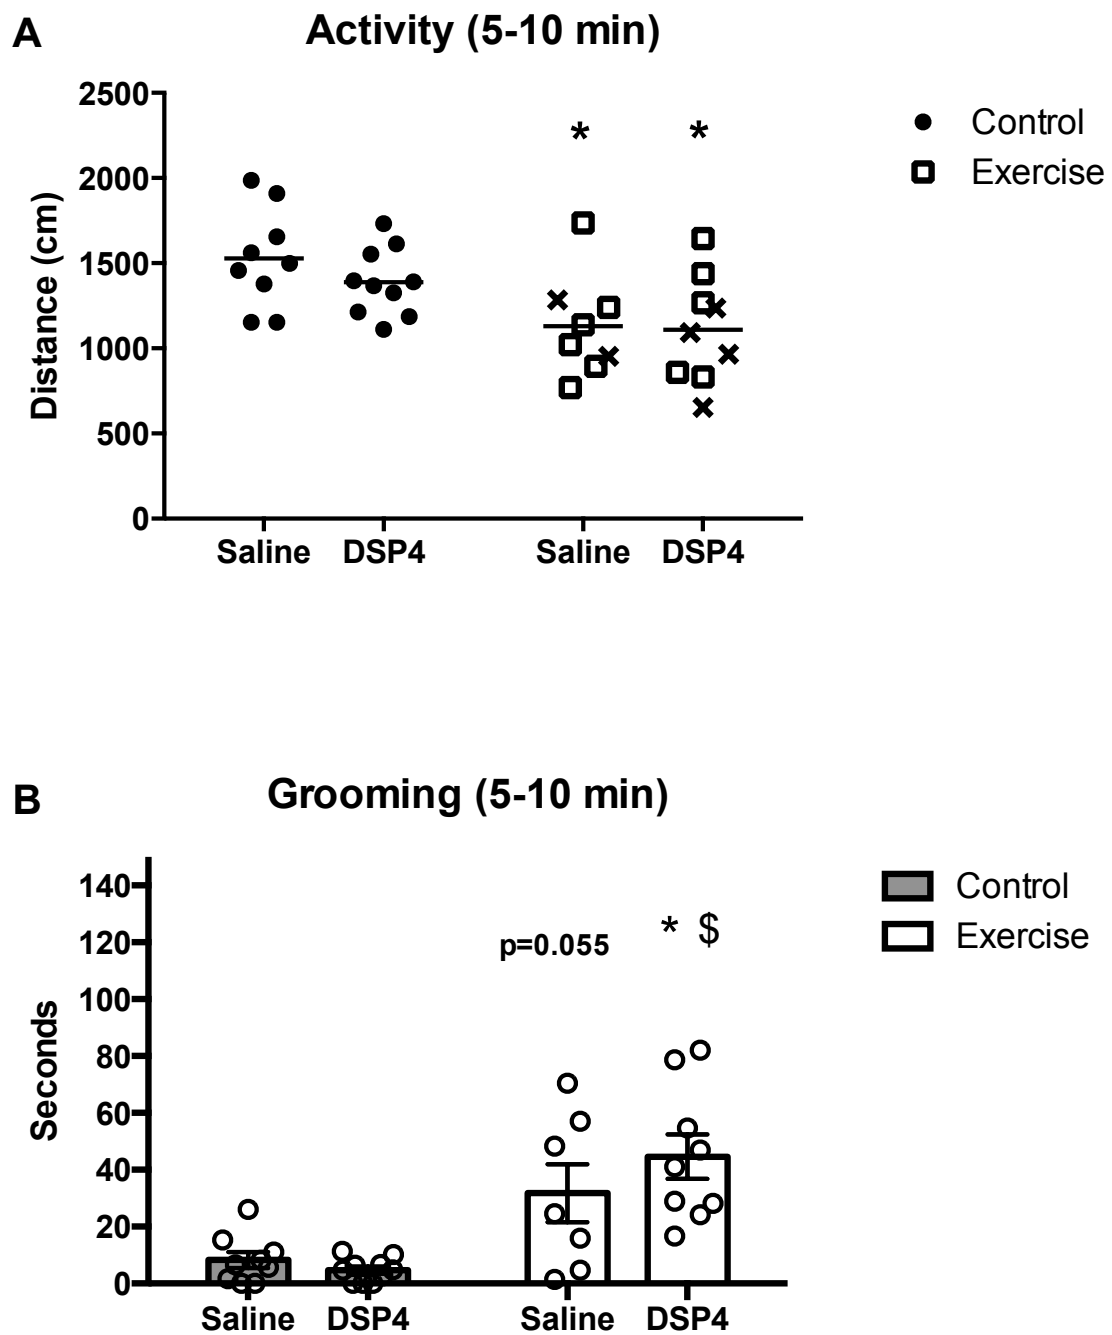 A
Activity (5-10 min)
2500
2000
1500
1000
500
0
Distance (cm)
* *
Saline DSP4 Saline DSP4
Control
Exercise
B
Grooming (5-10 min)
140
120
100
80
60
40
20
0
Seconds
p=0.055
* $
Saline DSP4 Saline DSP4
Control
Exercise